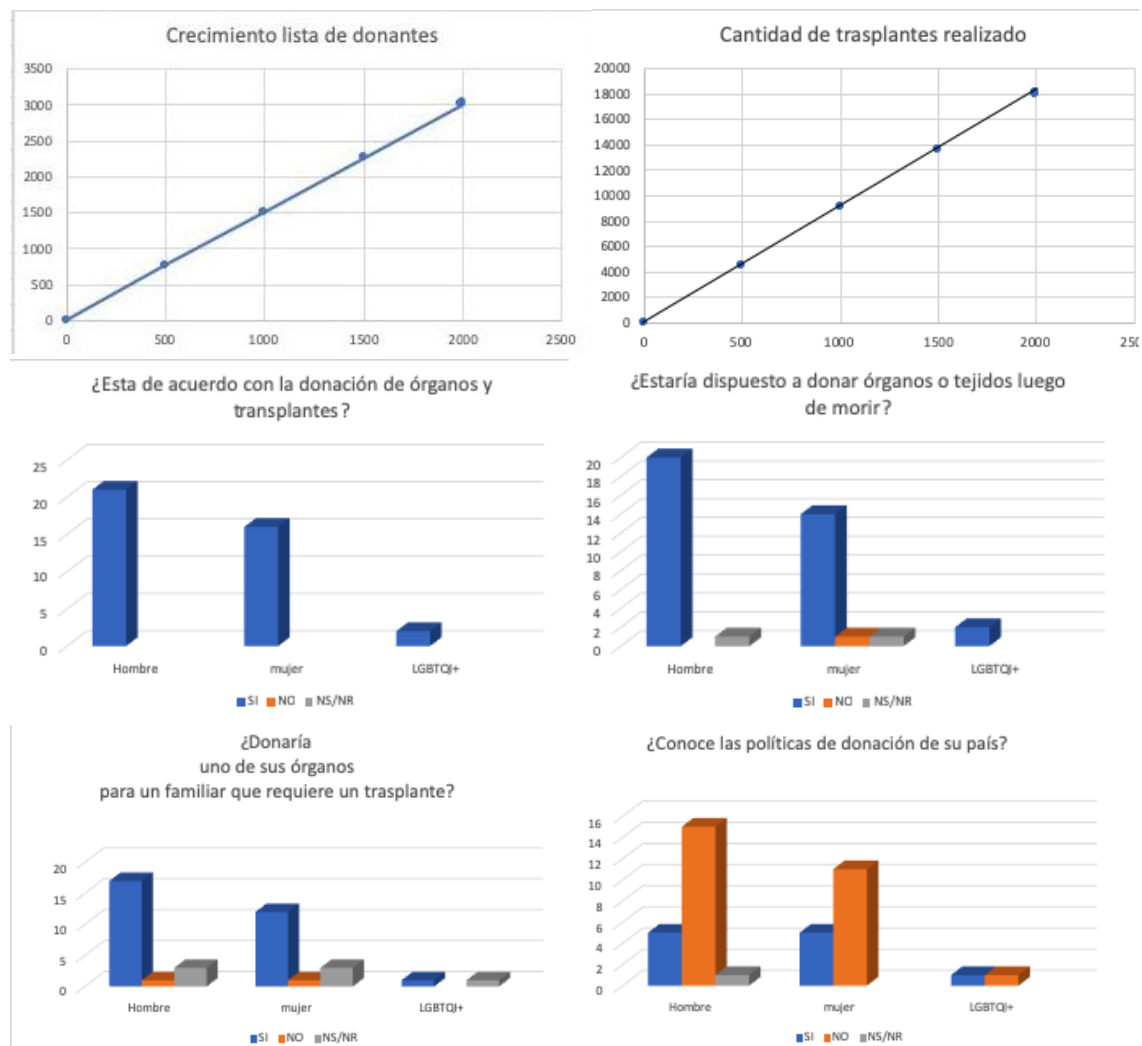 Crecimiento lista de donantes
3500
3000
2500
2000
1500
1000
500
0
0 500 1000 1500 2000 2500
Cantidad de trasplantes realizado
20000
18000
16000
14000
12000
10000
8000
6000
4000
2000
0
0 500 1000 1500 2000 250
¿Esta de acuerdo con la donación de órganos y
transplantes?
25
20
15
10
5
0
Hombre mujer LGBTQI+
SI NO NS/NR
¿Estaría dispuesto a donar órganos o tejidos luego
de morir?
20
18
16
14
12
10
8
6
4
2
0
Hombre mujer LGBTQI+
SI NO NS/NR
¿Donaría
uno de sus órganos
para un familiar que requiere un trasplante?
20
15
10
5
0
Hombre mujer LGBTQI+
SI NO NS/NR
¿Conoce las políticas de donación de su país?
16
14
12
10
8
6
4
2
0
Hombre mujer LGBTQI+
SI NO NS/NR